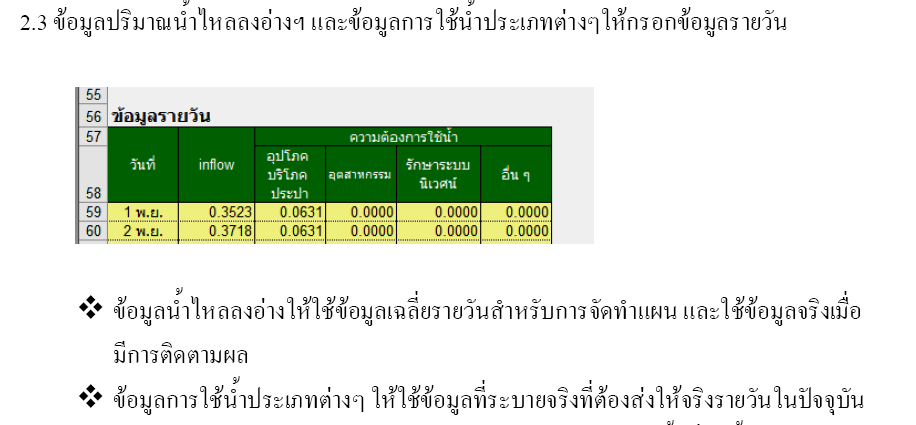 2.3 ข้อมูลปริมาณน้ำไหลลงอ่างฯ และข้อมูลการใช้น้ำประเภทต่างๆให้กรอกข้อมูลรายวัน
55
56 ข้อมูลรายวัน
57 ความต้องการใช้น้ำ
58 วันที่ inflow อุปโภค บริโภค ประปา อุตสาหกรรม รักษาระบบ นิเวศน์ อื่น ๆ
59 1 พ.ย. 0.3523 0.0631 0.0000 0.0000 0.0000
60 2 พ.ย. 0.3718 0.0631 0.0000 0.0000 0.0000
❖ ข้อมูลน้ำไหลลงอ่างให้ใช้ข้อมูลเฉลี่ยรายวันสำหรับการจัดทำแผน และใช้ข้อมูลจริงเมื่อ
มีการติดตามผล
❖ ข้อมูลการใช้น้ำประเภทต่างๆ ให้ใช้ข้อมูลที่ระบายจริงที่ต้องส่งให้จริงรายวันในปัจจุบัน